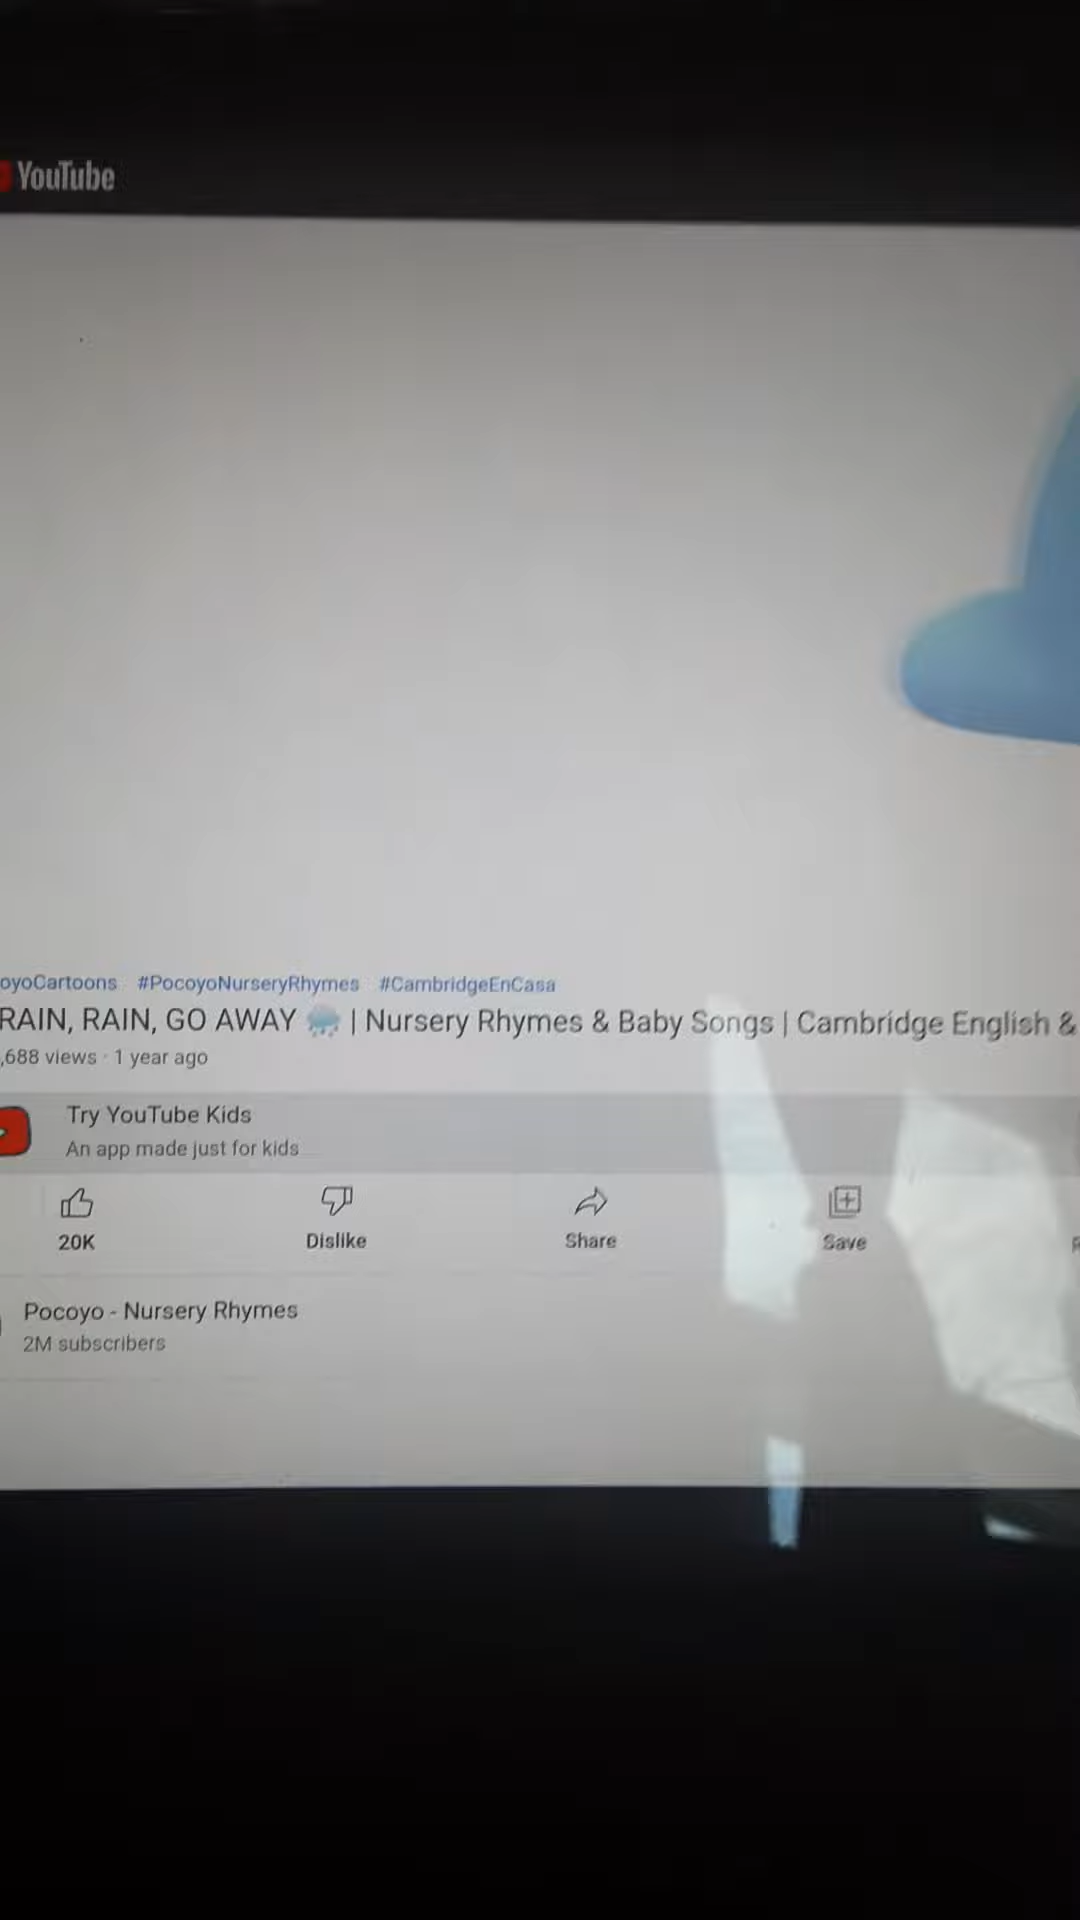 YouTube
oyoCartoons #PocoyoNurseryRhymes #CambridgeEnCasa
RAIN, RAIN, GO AWAY 🌧 | Nursery Rhymes & Baby Songs | Cambridge English &
,688 views · 1 year ago
Try YouTube Kids
An app made just for kids
20K Dislike Share Save
Pocoyo - Nursery Rhymes
2M subscribers